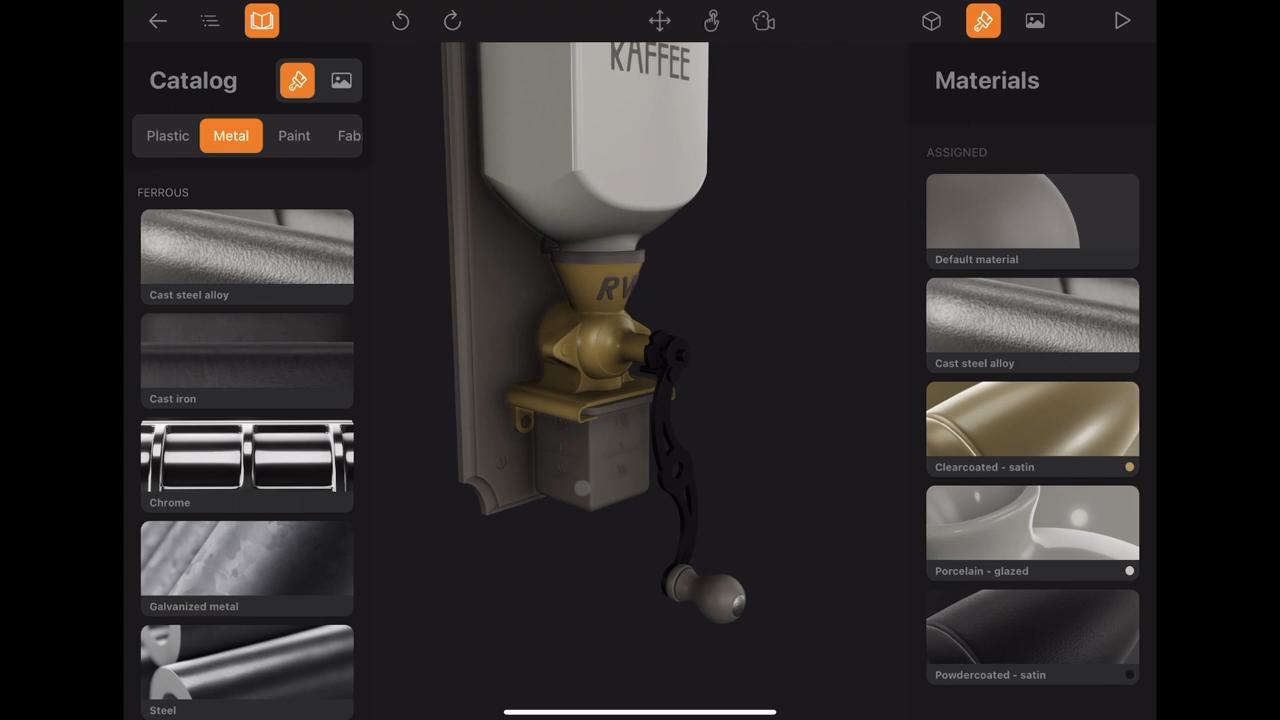 Catalog
Plastic
Metal
Paint
Fab
FERROUS
Cast steel alloy
Cast iron
Chrome
Galvanized metal
Steel
KAFFEE
RV
Materials
ASSIGNED
Default material
Cast steel alloy
Clearcoated - satin
Porcelain - glazed
Powdercoated - satin